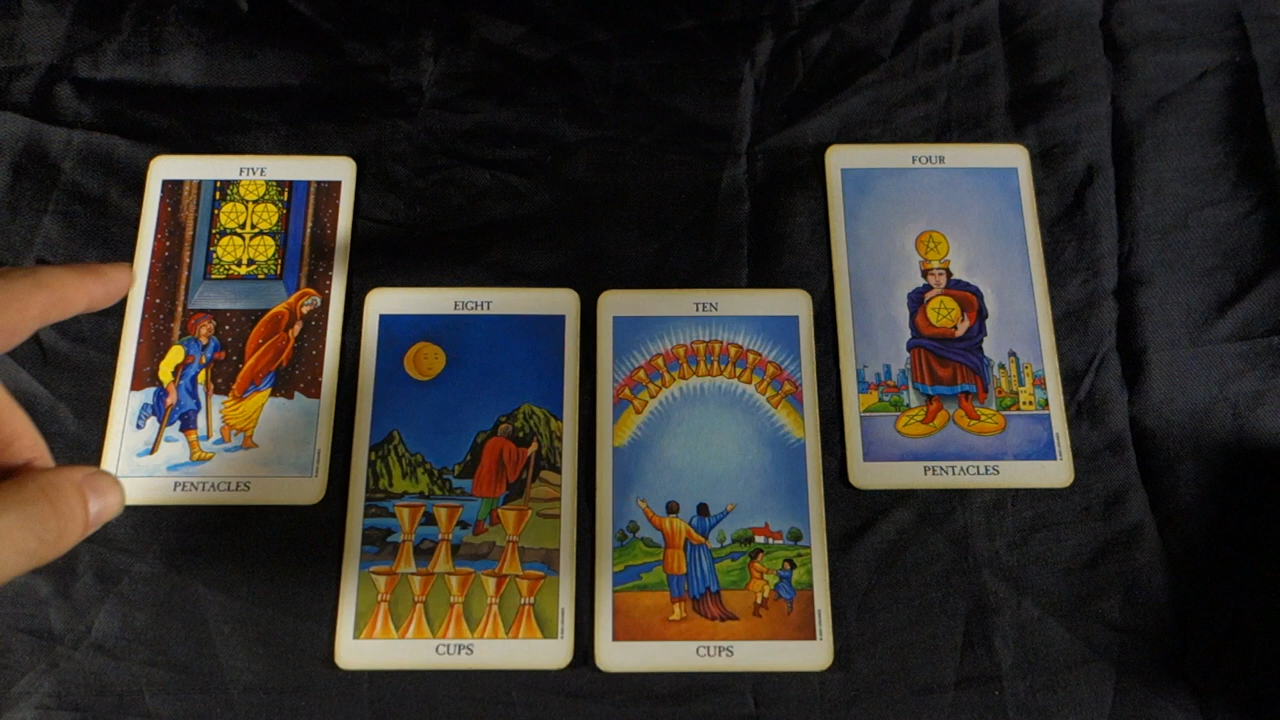 FIVE
PENTACLES
EIGHT
CUPS
TEN
CUPS
FOUR
PENTACLES